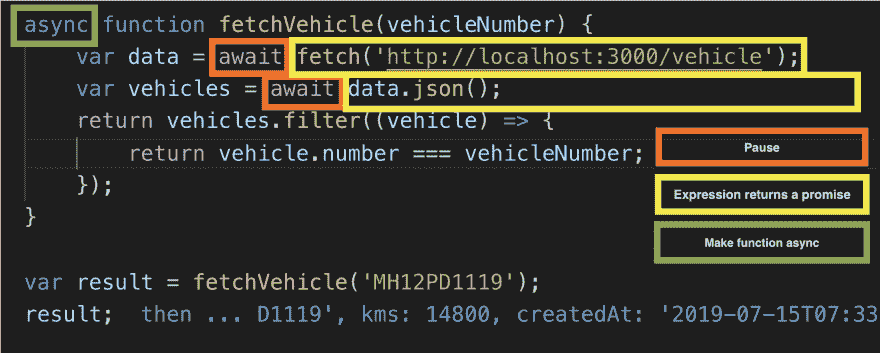 async function fetchVehicle(vehicleNumber) {
var data = await fetch('http://localhost:3000/vehicle');
var vehicles = await data.json();
return vehicles.filter((vehicle) => {
return vehicle.number === vehicleNumber;
Pause
});
Expression returns a promise
}
Make function async
var result = fetchVehicle('MH12PD1119');
result; then ... D1119', kms: 14800, createdAt: '2019-07-15T07:33